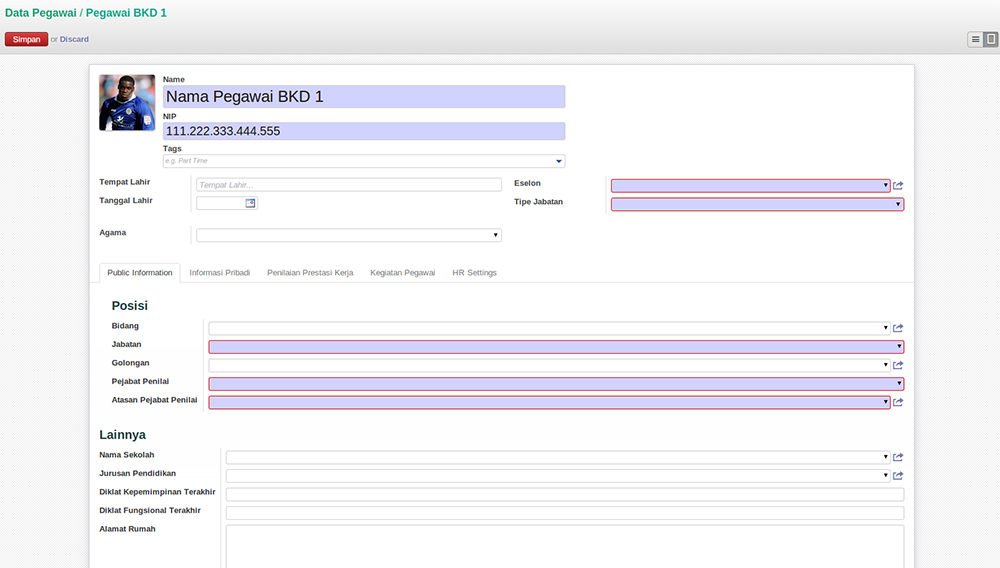 Data Pegawai / Pegawai BKD 1
Simpan or Discard
Name
Nama Pegawai BKD 1
NIP
111.222.333.444.555
Tags
e.g. Part Time
Tempat Lahir
Tempat Lahir...
Eselon
Tanggal Lahir
Tipe Jabatan
Agama
Public Information
Informasi Pribadi
Penilaian Prestasi Kerja
Kegiatan Pegawai
HR Settings
Posisi
Bidang
Jabatan
Golongan
Pejabat Penilai
Atasan Pejabat Penilai
Lainnya
Nama Sekolah
Jurusan Pendidikan
Diklat Kepemimpinan Terakhir
Diklat Fungsional Terakhir
Alamat Rumah